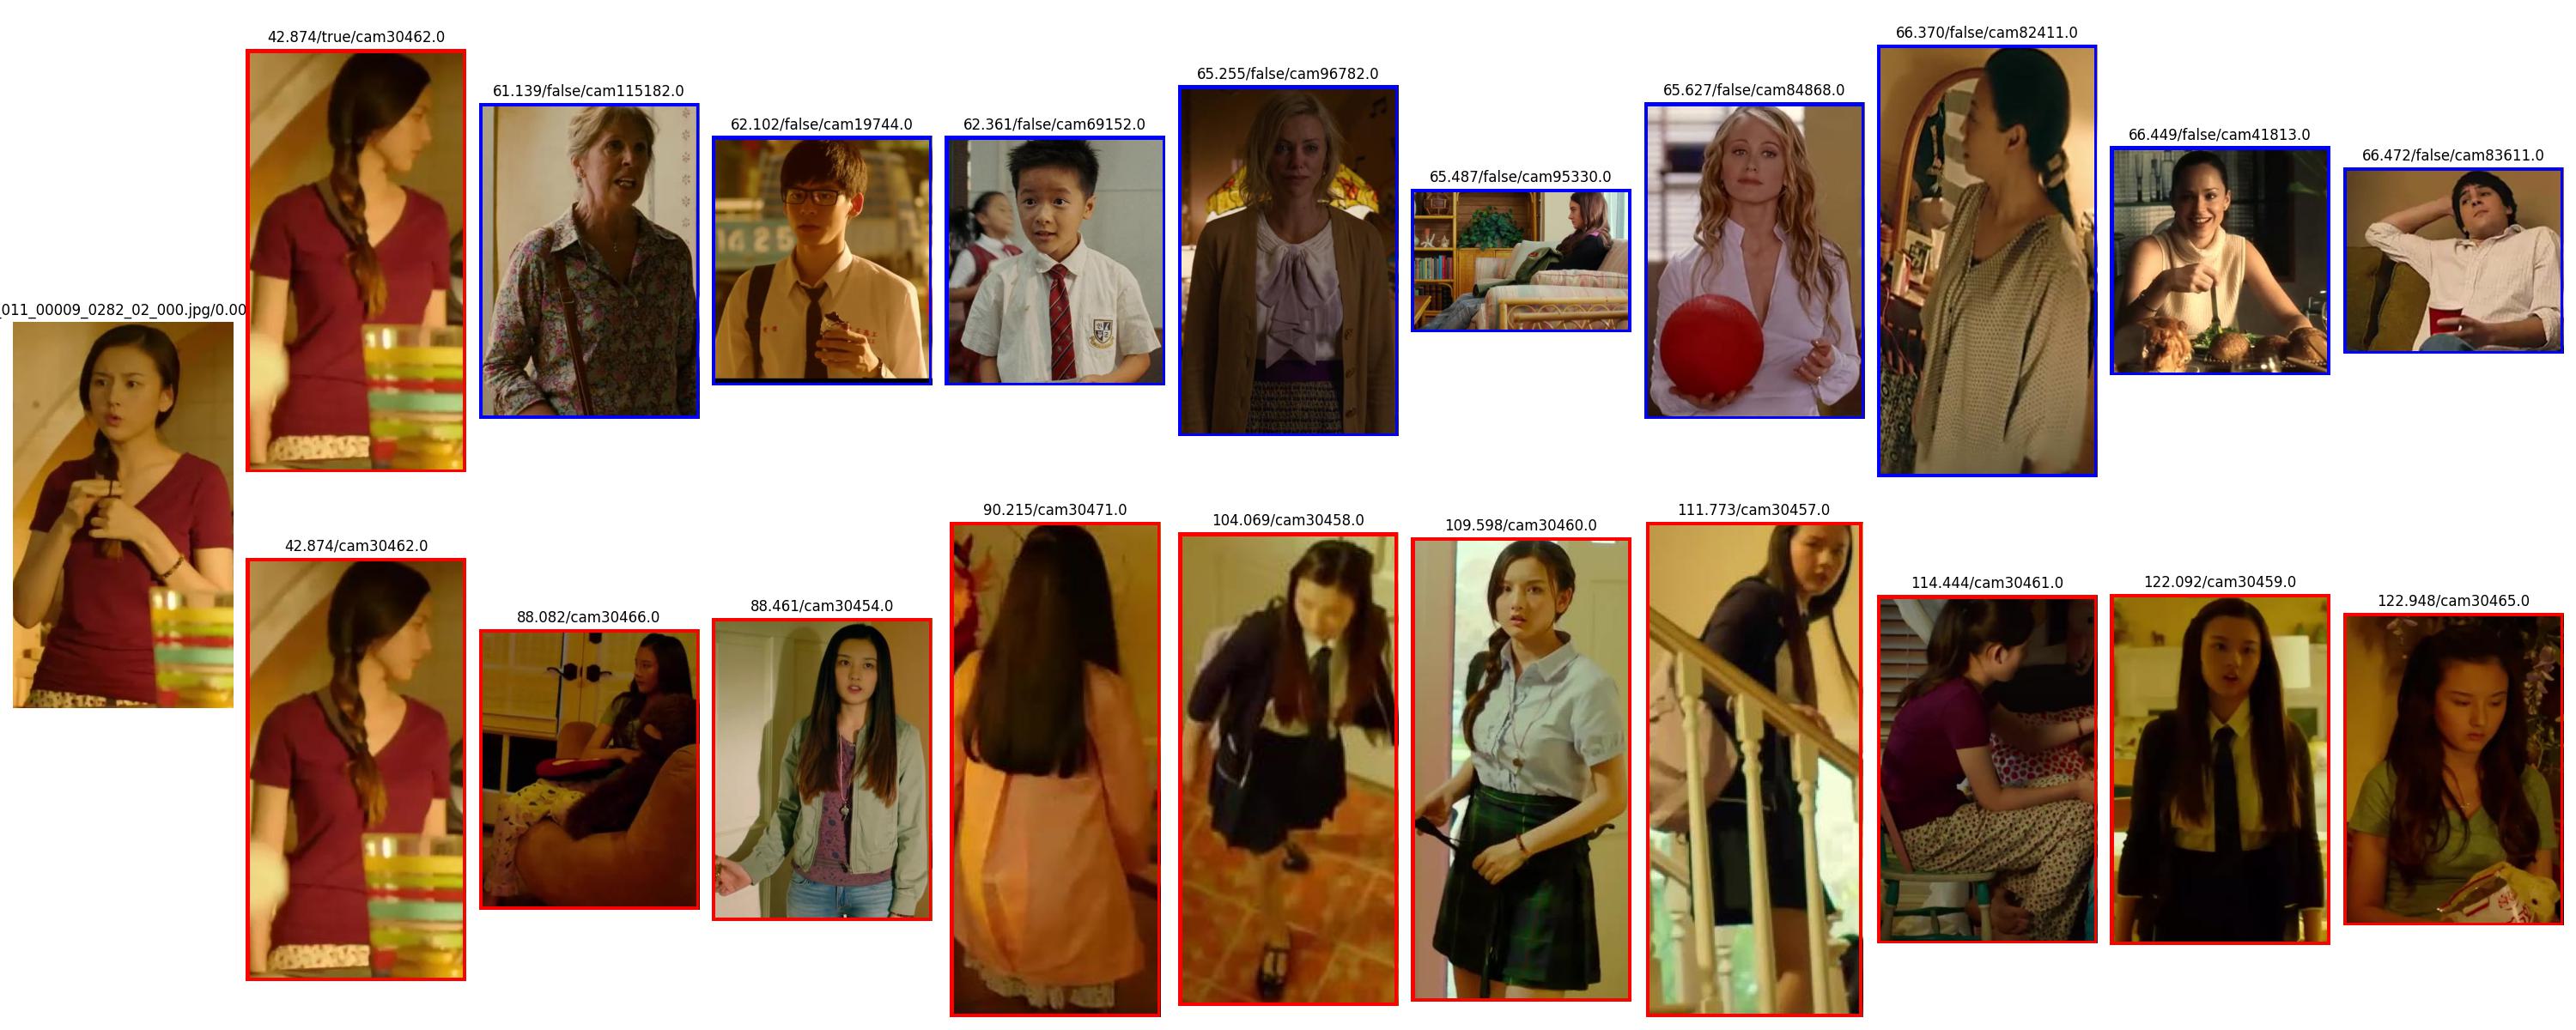 42.874/true/cam30462.0
61.139/false/cam115182.0
62.102/false/cam19744.0
62.361/false/cam69152.0
65.255/false/cam96782.0
65.487/false/cam95330.0
65.627/false/cam84868.0
66.370/false/cam82411.0
66.449/false/cam41813.0
66.472/false/cam83611.0
_011_00009_0282_02_000.jpg/0.00
42.874/cam30462.0
88.082/cam30466.0
88.461/cam30454.0
90.215/cam30471.0
104.069/cam30458.0
109.598/cam30460.0
111.773/cam30457.0
114.444/cam30461.0
122.092/cam30459.0
122.948/cam30465.0